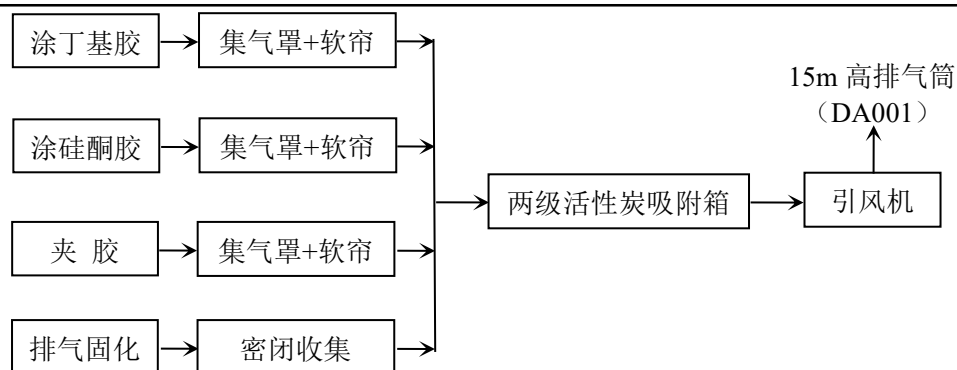 涂丁基胶
集气罩+软帘
15m 高排气筒
（DA001）
涂硅酮胶
集气罩+软帘
两级活性炭吸附箱
引风机
夹 胶
集气罩+软帘
排气固化
密闭收集